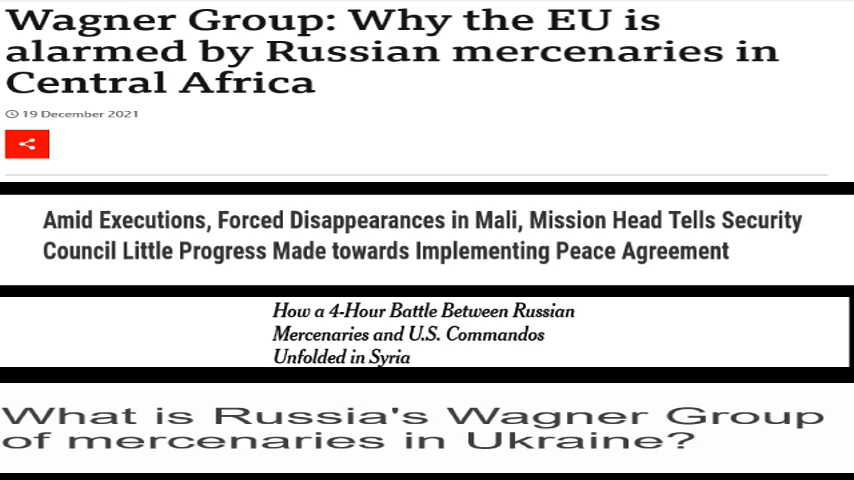 Wagner Group: Why the EU is
alarmed by Russian mercenaries in
Central Africa
19 December 2021
Amid Executions, Forced Disappearances in Mali, Mission Head Tells Security
Council Little Progress Made towards Implementing Peace Agreement
How a 4-Hour Battle Between Russian
Mercenaries and U.S. Commandos
Unfolded in Syria
What is Russia's Wagner Group
of mercenaries in Ukraine?